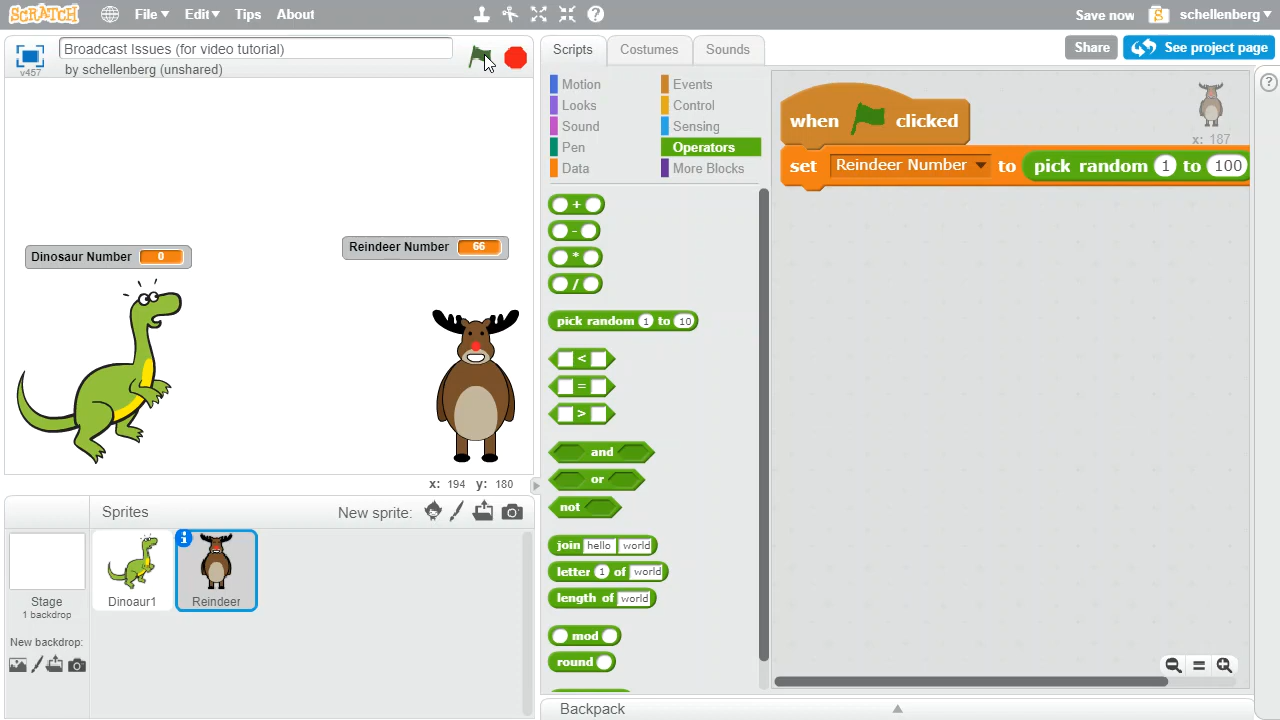 SCRATCH File Edit Tips About Save now schellenberg
v457
Broadcast Issues (for video tutorial)
by schellenberg (unshared)
Scripts Costumes Sounds
Share See project page
Motion Events
Looks Control
Sound Sensing
Pen Operators
Data More Blocks
when clicked
x: 187
set Reindeer Number to pick random 1 to 100
Dinosaur Number 0
Reindeer Number 66
+
-
*
/
pick random 1 to 10
<
=
>
and
or
not
join hello world
letter 1 of world
length of world
mod
round
x: 194 y: 180
Sprites New sprite:
Stage
1 backdrop
New backdrop:
Dinoaur1
Reindeer
Backpack